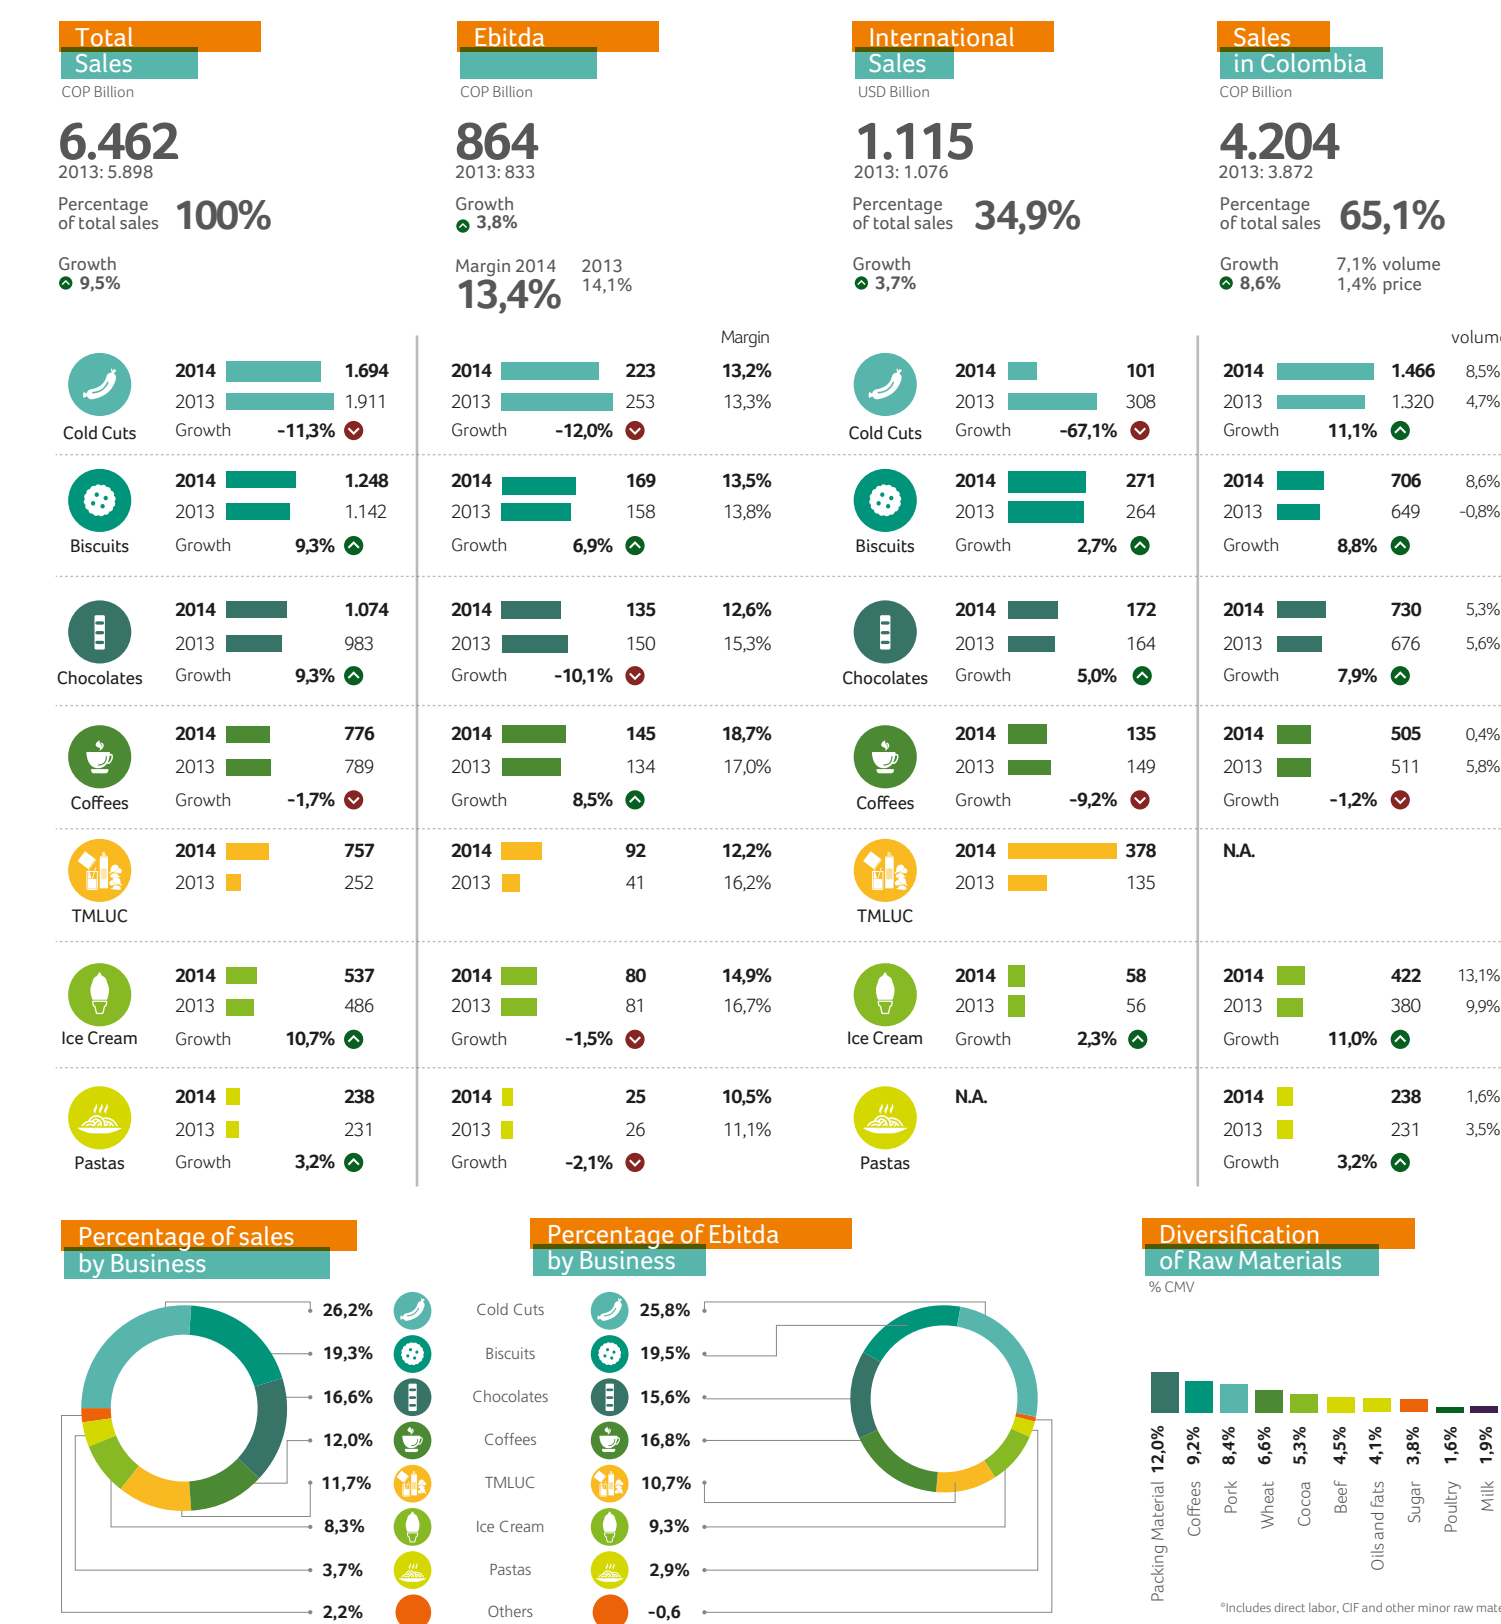 Total
Sales
COP Billion
6.462
2013: 5.898
Percentage
of total sales 100%
Growth
9,5%
Ebitda
COP Billion
864
2013: 833
Growth
3,8%
Margin 2014 2013
13,4% 14,1%
International
Sales
USD Billion
1.115
2013: 1.076
Percentage
of total sales 34,9%
Growth
3,7%
Sales
in Colombia
COP Billion
4.204
2013: 3.872
Percentage
of total sales 65,1%
Growth 7,1% volume
8,6% 1,4% price
Margin
2014 1.694 2014 223 13,2% 2014 101 2014 1.466 8,5%
2013 1.911 2013 253 13,3% 2013 308 2013 1.320 4,7%
Cold Cuts Growth -11,3% Growth -12,0% Cold Cuts Growth -67,1% Growth 11,1%
2014 1.248 2014 169 13,5% 2014 271 2014 706 8,6%
2013 1.142 2013 158 13,8% 2013 264 2013 649 -0,8%
Biscuits Growth 9,3% Growth 6,9% Biscuits Growth 2,7% Growth 8,8%
2014 1.074 2014 135 12,6% 2014 172 2014 730 5,3%
2013 983 2013 150 15,3% 2013 164 2013 676 5,6%
Chocolates Growth 9,3% Growth -10,1% Chocolates Growth 5,0% Growth 7,9%
2014 776 2014 145 18,7% 2014 135 2014 505 0,4%
2013 789 2013 134 17,0% 2013 149 2013 511 5,8%
Coffees Growth -1,7% Growth 8,5% Coffees Growth -9,2% Growth -1,2%
2014 757 2014 92 12,2% 2014 378 N.A.
2013 252 2013 41 16,2% 2013 135
TMLUC TMLUC
2014 537 2014 80 14,9% 2014 58 2014 422 13,1%
2013 486 2013 81 16,7% 2013 56 2013 380 9,9%
Ice Cream Growth 10,7% Growth -1,5% Ice Cream Growth 2,3% Growth 11,0%
2014 238 2014 25 10,5% N.A. 2014 238 1,6%
2013 231 2013 26 11,1% 2013 231 3,5%
Pastas Growth 3,2% Growth -2,1% Pastas Growth 3,2%
Percentage of sales
by Business
Percentage of Ebitda
by Business
26,2% Cold Cuts 25,8%
19,3% Biscuits 19,5%
16,6% Chocolates 15,6%
12,0% Coffees 16,8%
11,7% TMLUC 10,7%
8,3% Ice Cream 9,3%
3,7% Pastas 2,9%
2,2% Others -0,6
Diversification
of Raw Materials
% CMV
Packing Material 12,0%
Coffees 9,2%
Pork 8,4%
Wheat 6,6%
Cocoa 5,3%
Beef 4,5%
Oils and fats 4,1%
Sugar 3,8%
Poultry 1,6%
Milk 1,9%
*Includes direct labor, CIF and other minor raw